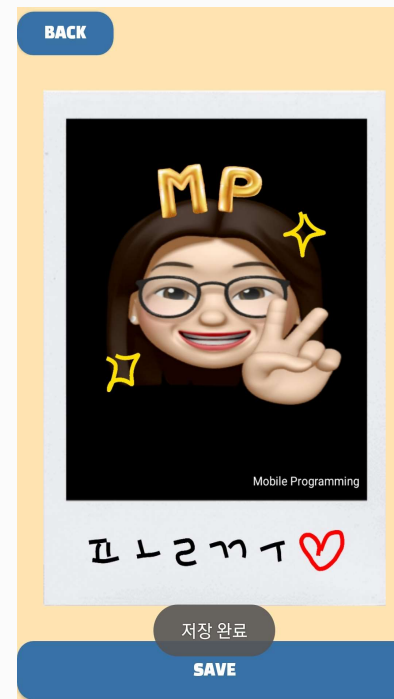 BACK
MP
Mobile Programming
ㅍㅗㄹㄲㅜ
저장 완료
SAVE